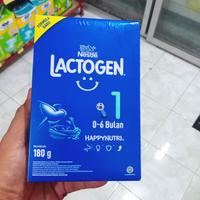 Nestlé
LACTOGEN
1
0-6 Bulan
HAPPYNUTRI
180 g